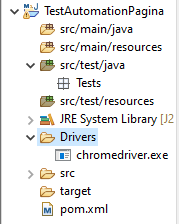 TestAutomationPagina
src/main/java
src/main/resources
src/test/java
Tests
src/test/resources
JRE System Library [J2
Drivers
chromedriver.exe
src
target
pom.xml